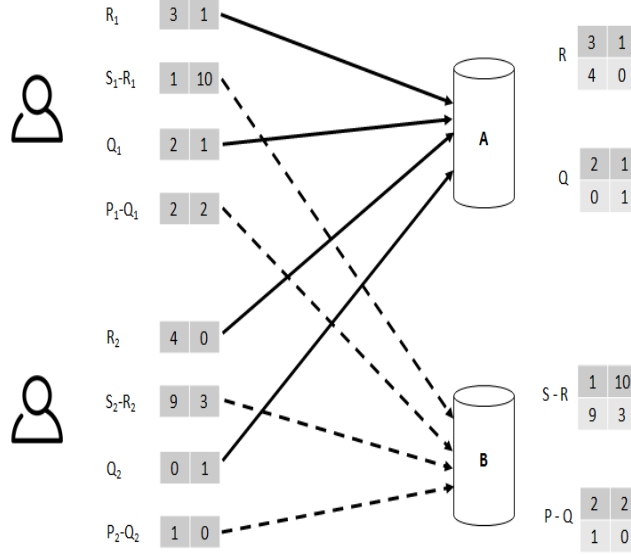 R1 3 1
S1-R1 1 10
Q1 2 1
P1-Q1 2 2
R2 4 0
S2-R2 9 3
Q2 0 1
P2-Q2 1 0
A
B
R 3 1
4 0
Q 2 1
0 1
S - R 1 10
9 3
P - Q 2 2
1 0